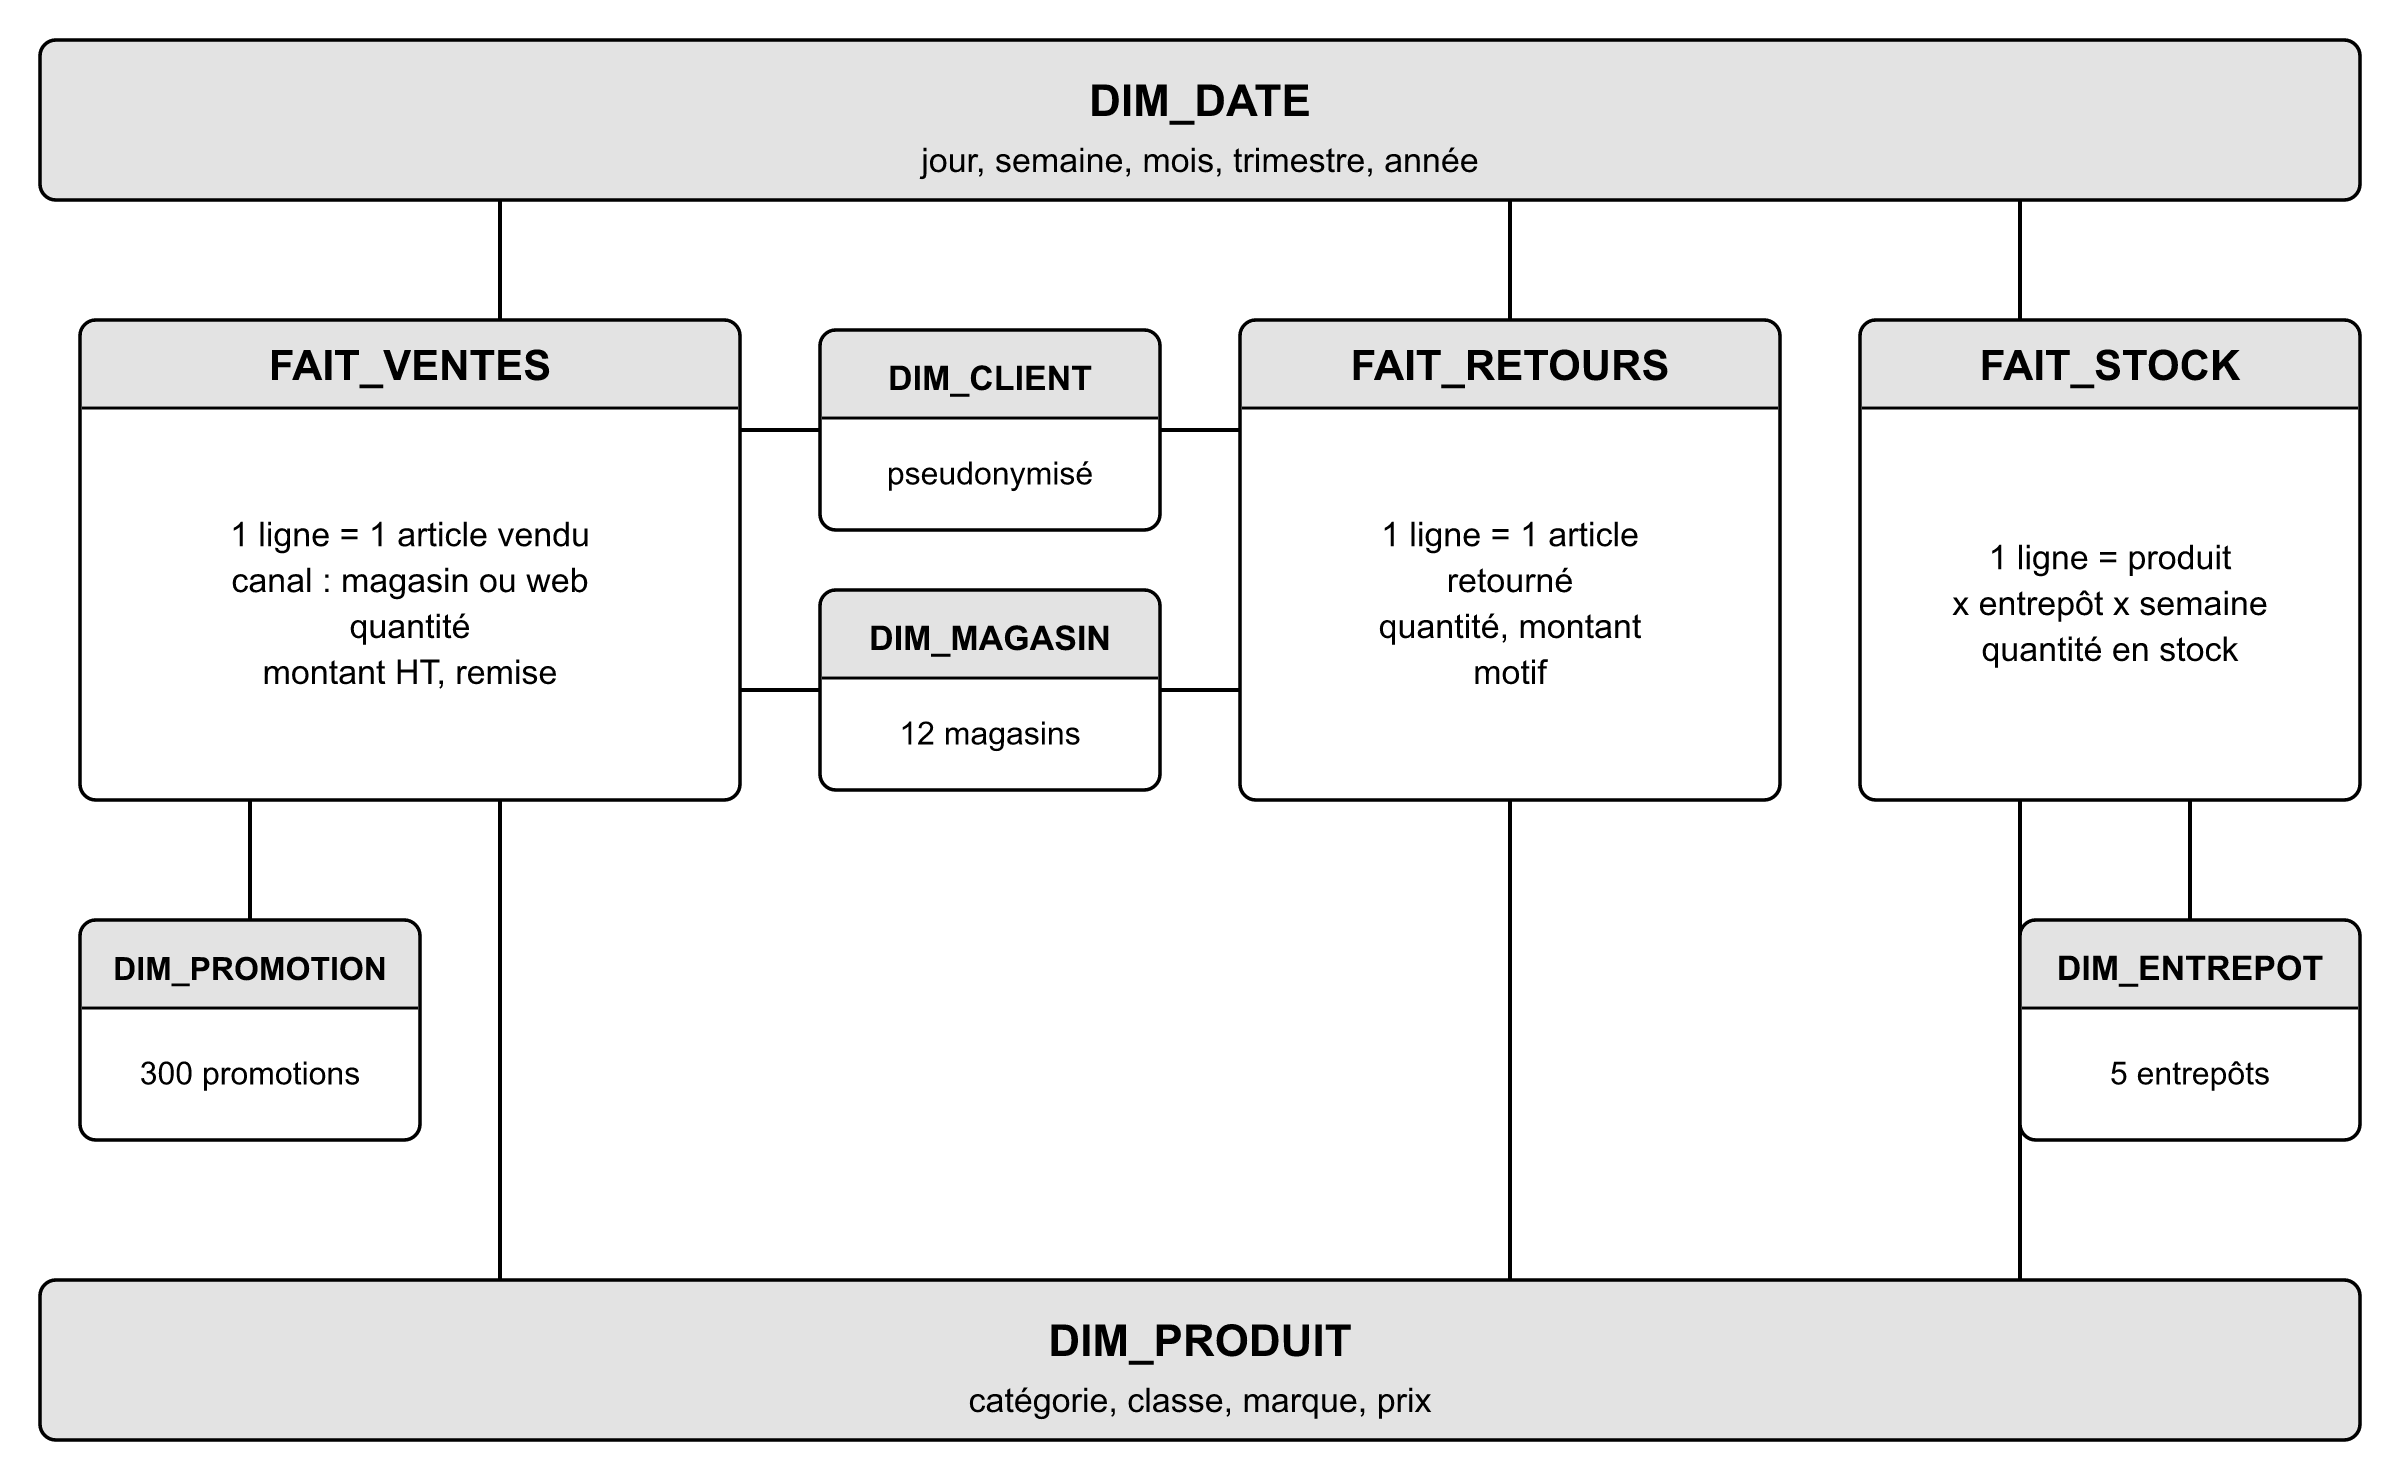 DIM_DATE
jour, semaine, mois, trimestre, année
FAIT_VENTES
1 ligne = 1 article vendu
canal : magasin ou web
quantité
montant HT, remise
DIM_CLIENT
pseudonymisé
DIM_MAGASIN
12 magasins
FAIT_RETOURS
1 ligne = 1 article
retourné
quantité, montant
motif
FAIT_STOCK
1 ligne = produit
x entrepôt x semaine
quantité en stock
DIM_PROMOTION
300 promotions
DIM_ENTREPOT
5 entrepôts
DIM_PRODUIT
catégorie, classe, marque, prix